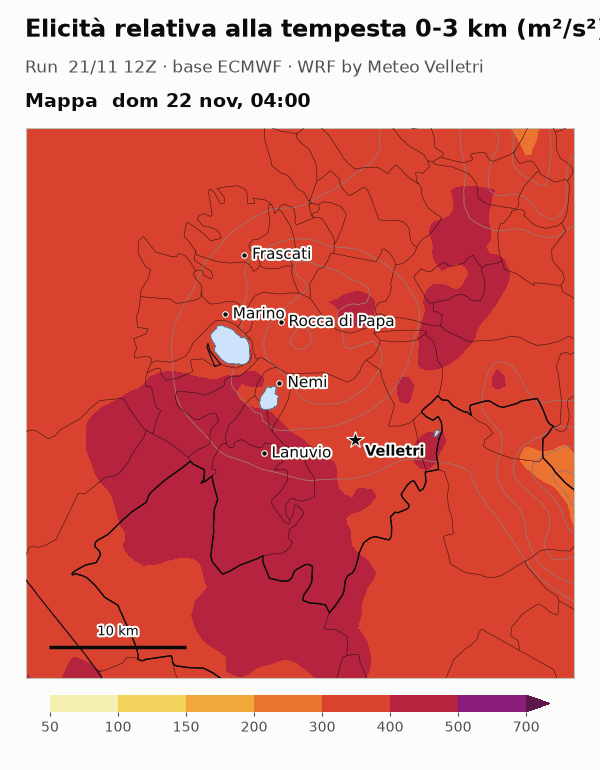 Elicità relativa alla tempesta 0-3 km (m²/s²)
Run 21/11 12Z · base ECMWF · WRF by Meteo Velletri
Mappa dom 22 nov, 04:00
Frascati
Marino
Rocca di Papa
Nemi
Velletri
Lanuvio
10 km
50 100 150 200 300 400 500 700